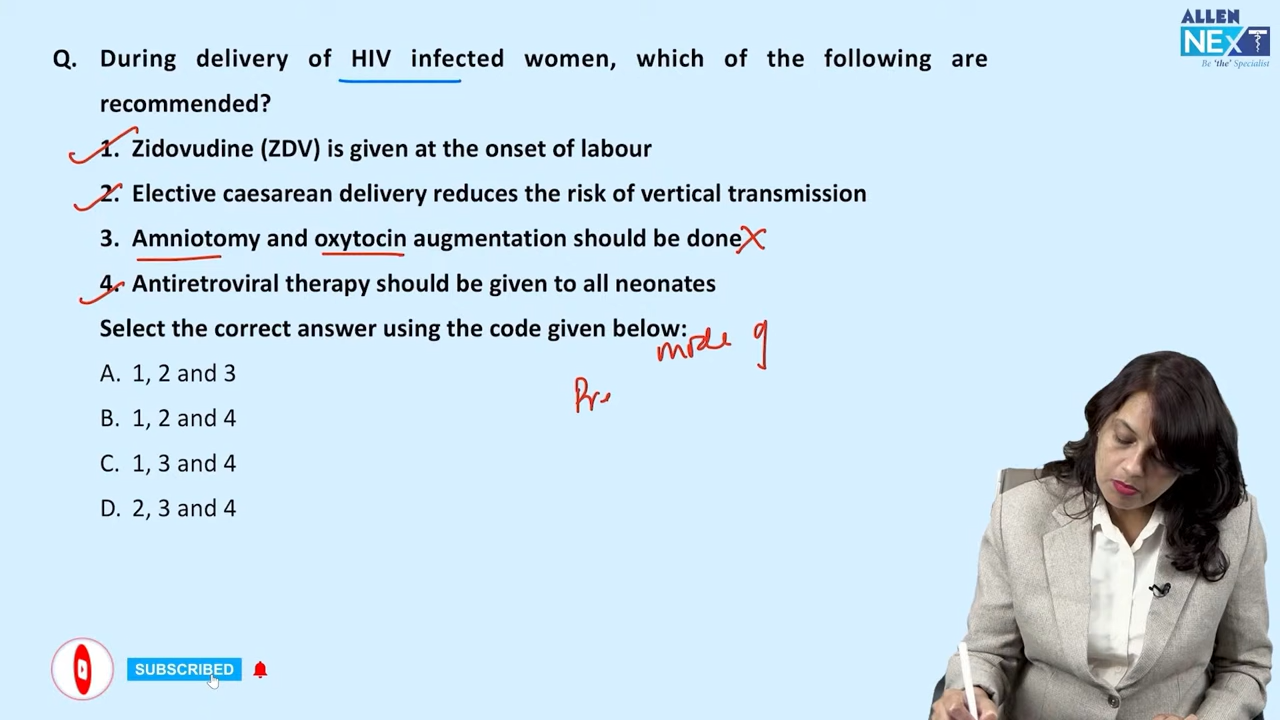 ALLEN
NEXT
Be 'the' Specialist
Q. During delivery of HIV infected women, which of the following are
recommended?
1. Zidovudine (ZDV) is given at the onset of labour
2. Elective caesarean delivery reduces the risk of vertical transmission
3. Amniotomy and oxytocin augmentation should be done
4. Antiretroviral therapy should be given to all neonates
Select the correct answer using the code given below:
mode
Pre
A. 1, 2 and 3
B. 1, 2 and 4
C. 1, 3 and 4
D. 2, 3 and 4
SUBSCRIBED